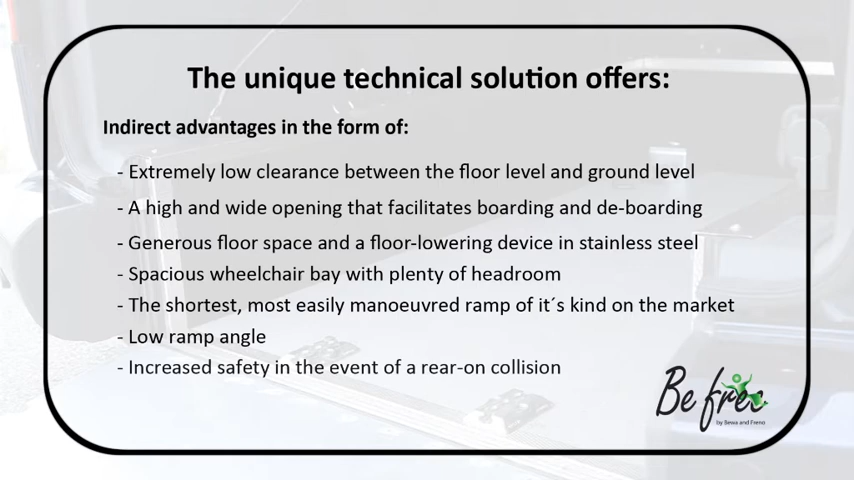 The unique technical solution offers:
Indirect advantages in the form of:
- Extremely low clearance between the floor level and ground level
- A high and wide opening that facilitates boarding and de-boarding
- Generous floor space and a floor-lowering device in stainless steel
- Spacious wheelchair bay with plenty of headroom
- The shortest, most easily manoeuvred ramp of it´s kind on the market
- Low ramp angle
- Increased safety in the event of a rear-on collision
Be free
by Bewa and Freno